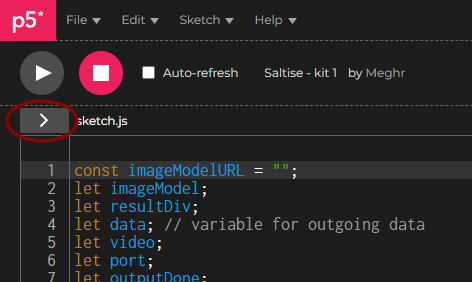 p5* File Edit Sketch Help
Auto-refresh Saltise - kit 1 by Meghr
sketch.js
1 const imageModelURL = "";
2 let imageModel;
3 let resultDiv;
4 let data; // variable for outgoing data
5 let video;
6 let port;
7 let outputDone;